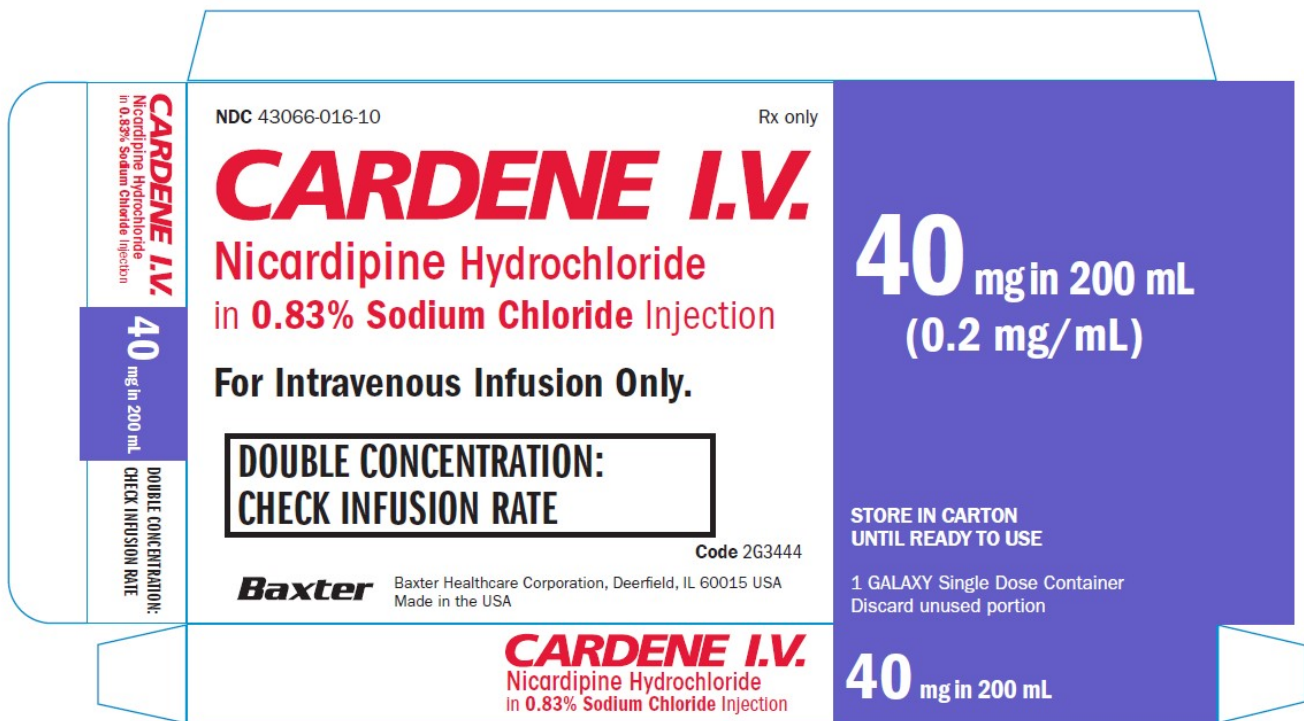 CARDENE I.V.
Nicardipine Hydrochloride
in 0.83% Sodium Chloride Injection
40 mg in 200 mL
DOUBLE CONCENTRATION:
CHECK INFUSION RATE
NDC 43066-016-10
Rx only
CARDENE I.V.
Nicardipine Hydrochloride
in 0.83% Sodium Chloride Injection
For Intravenous Infusion Only.
DOUBLE CONCENTRATION:
CHECK INFUSION RATE
Code 2G3444
Baxter
Baxter Healthcare Corporation, Deerfield, IL 60015 USA
Made in the USA
40 mg in 200 mL
(0.2 mg/mL)
STORE IN CARTON
UNTIL READY TO USE
1 GALAXY Single Dose Container
Discard unused portion
CARDENE I.V.
Nicardipine Hydrochloride
in 0.83% Sodium Chloride Injection
40 mg in 200 mL